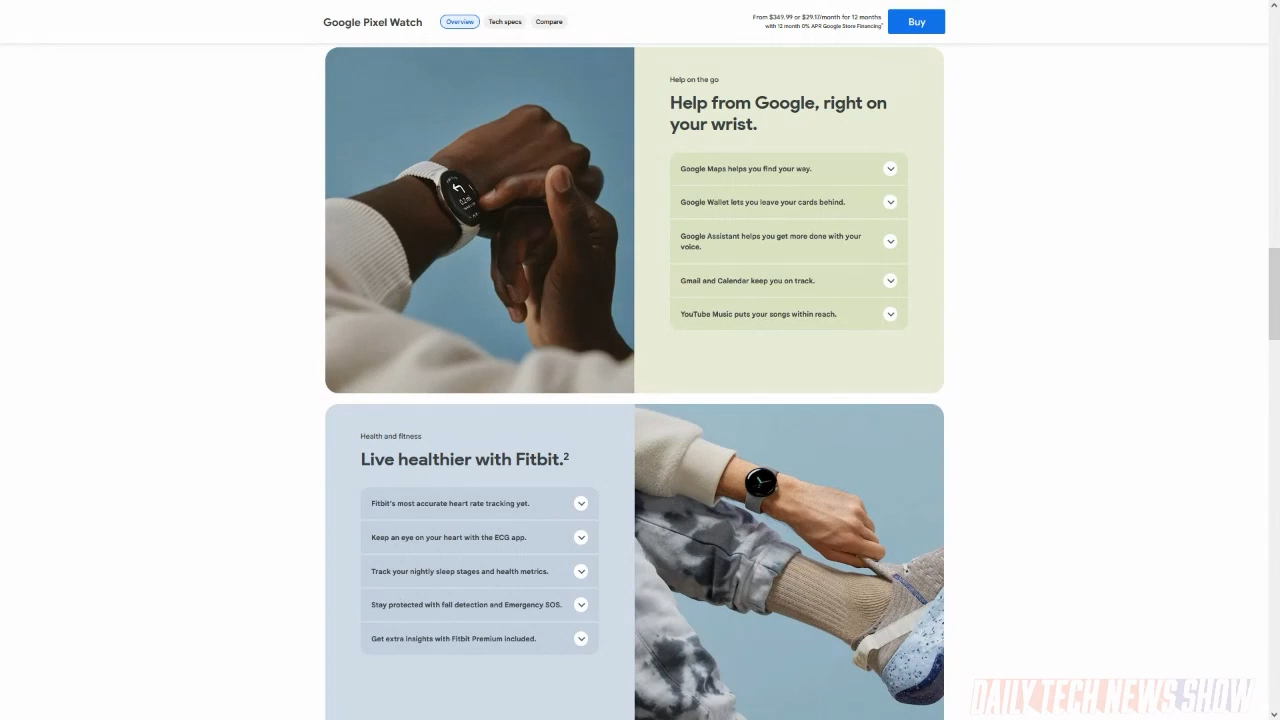 Google Pixel Watch
Overview
Tech specs
Compare
From $349.99 or $29.17/month for 12 months
with 12 month 0% APR Google Store Financing*
Buy
Help on the go
Help from Google, right on
your wrist.
Google Maps helps you find your way.
Google Wallet lets you leave your cards behind.
Google Assistant helps you get more done with your
voice.
Gmail and Calendar keep you on track.
YouTube Music puts your songs within reach.
Health and fitness
Live healthier with Fitbit.²
Fitbit's most accurate heart rate tracking yet.
Keep an eye on your heart with the ECG app.
Track your nightly sleep stages and health metrics.
Stay protected with fall detection and Emergency SOS.
Get extra insights with Fitbit Premium included.
DAILY TECH NEWS SHOW